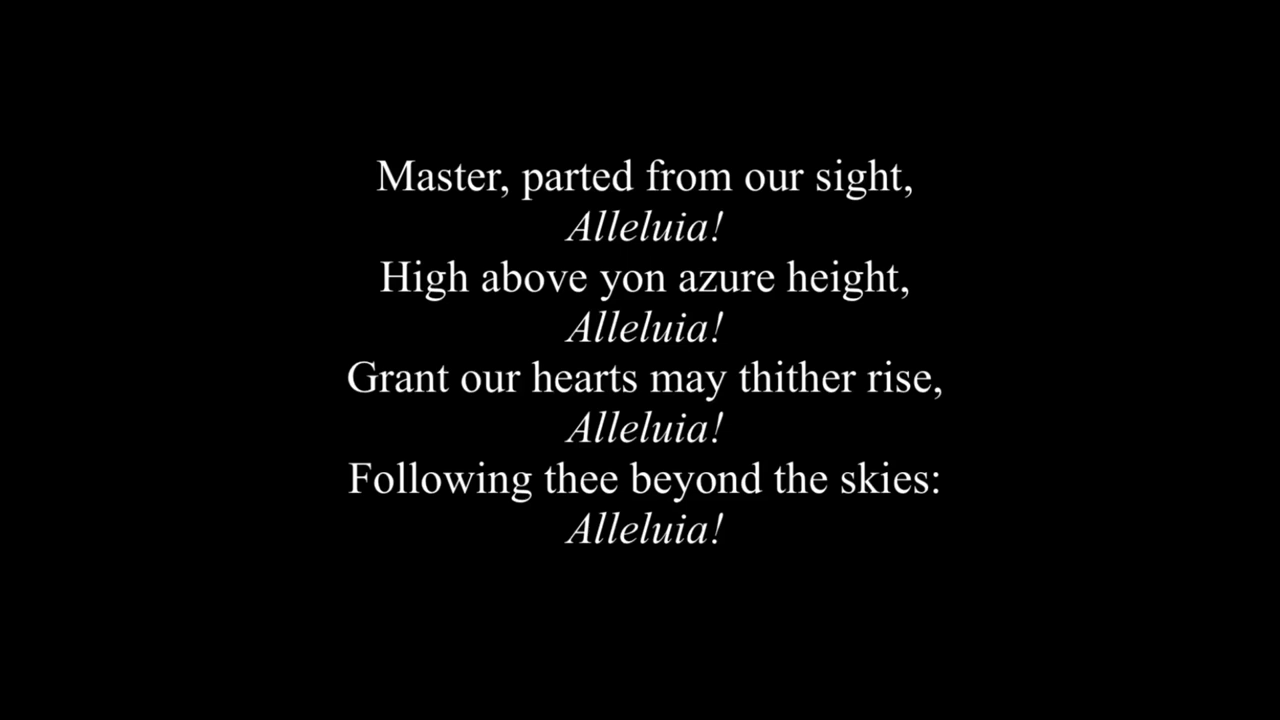 Master, parted from our sight,
Alleluia!
High above yon azure height,
Alleluia!
Grant our hearts may thither rise,
Alleluia!
Following thee beyond the skies:
Alleluia!